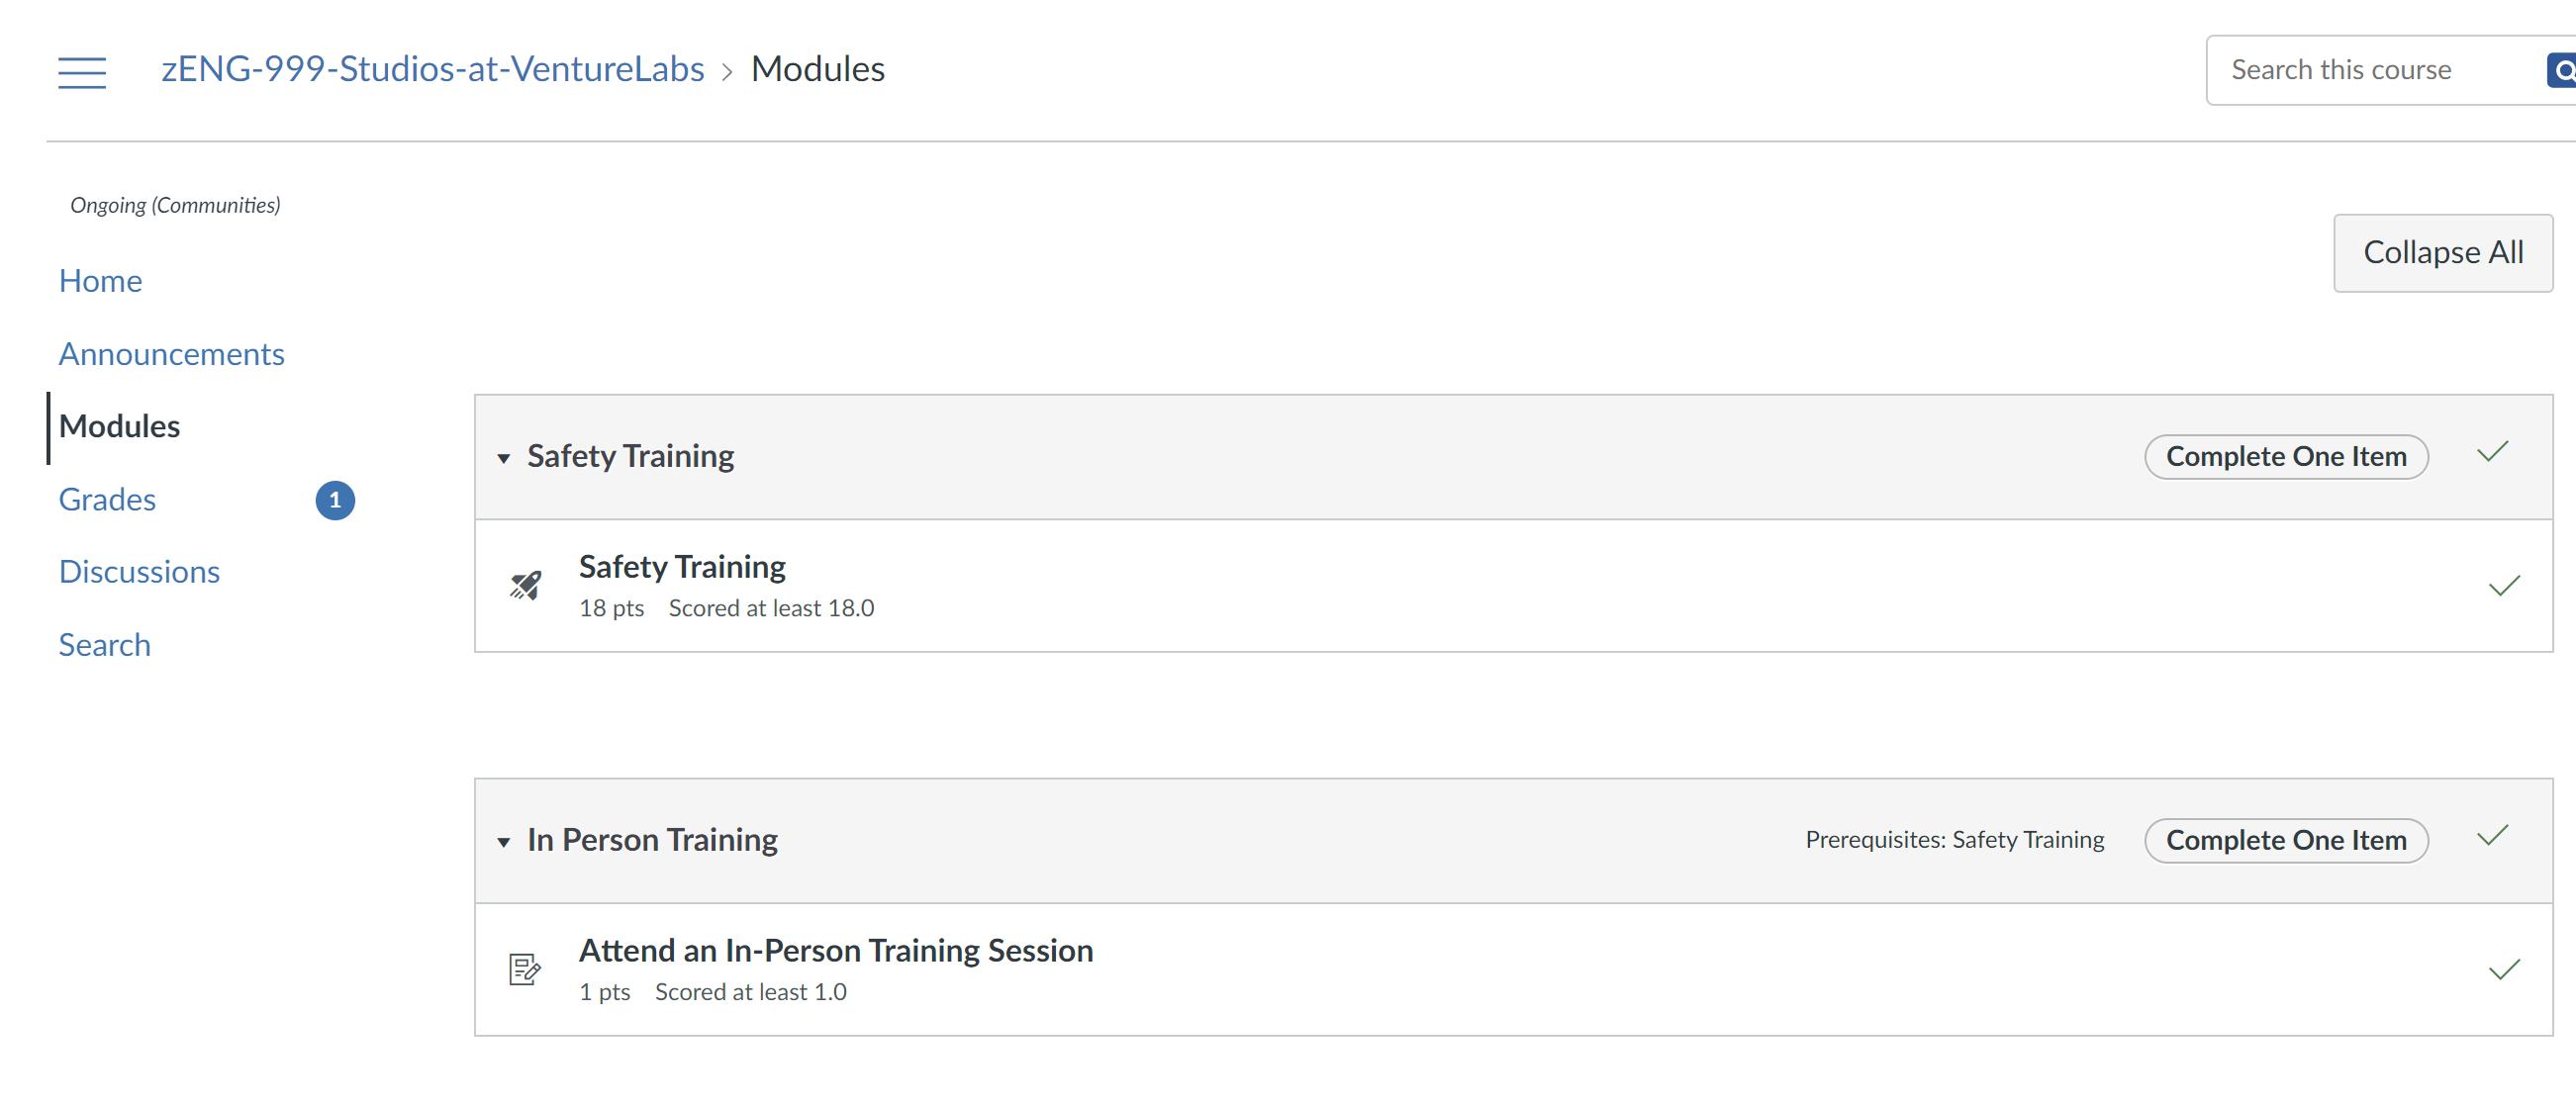 zENG-999-Studios-at-VentureLabs > Modules
Search this course
Ongoing (Communities)
Collapse All
Home
Announcements
Modules
Grades 1
Discussions
Search
Safety Training Complete One Item
Safety Training
18 pts Scored at least 18.0
In Person Training Prerequisites: Safety Training Complete One Item
Attend an In-Person Training Session
1 pts Scored at least 1.0